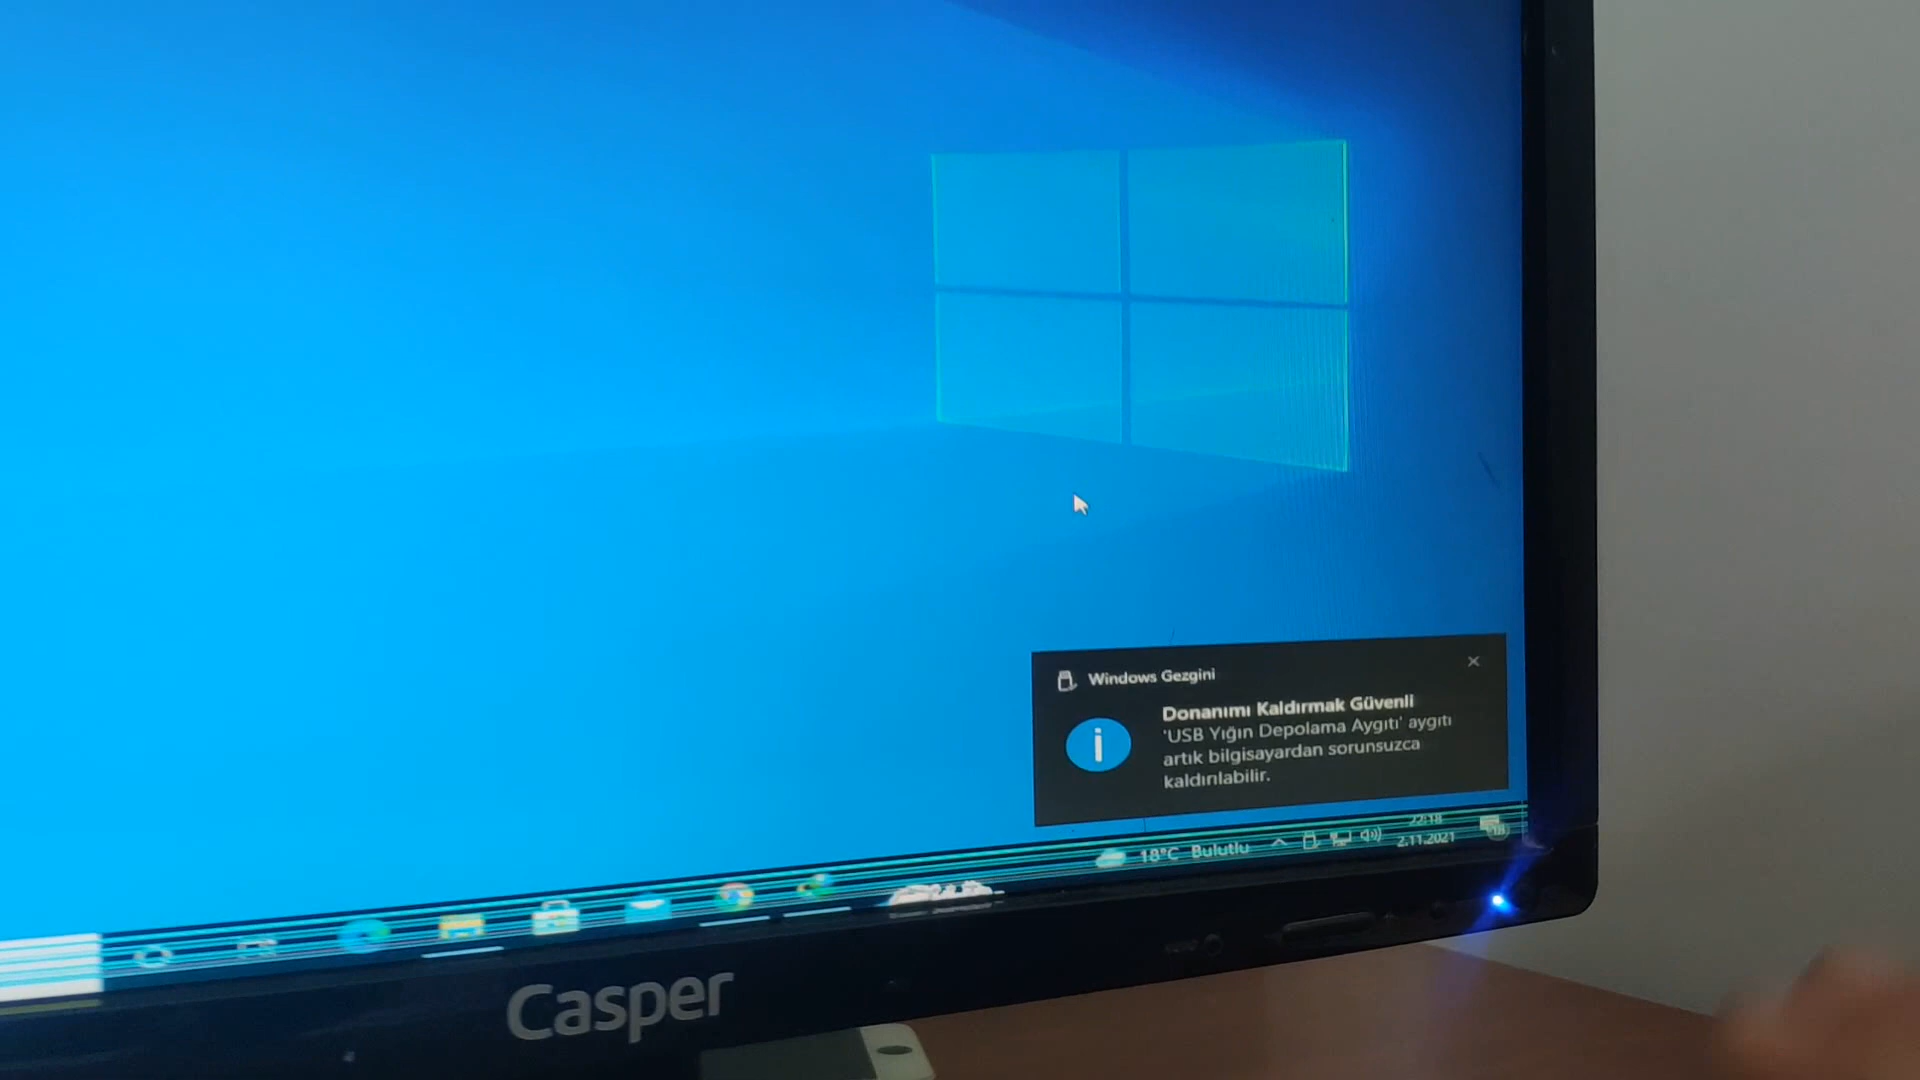 Windows Gezgini
Donanımı Kaldırmak Güvenli
'USB Yığın Depolama Aygıtı' aygıtı
artık bilgisayardan sorunsuzca
kaldırılabilir.
18°C Bulutlu
22:18
2.11.2021
Casper